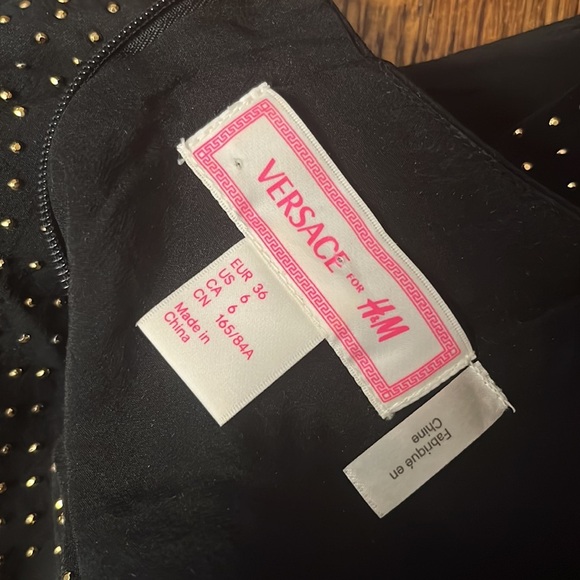 VERSACE FOR H&M
EUR 36
US 6
CA 6
CN 165/84A
Made in
China
Fabriqué en
Chine